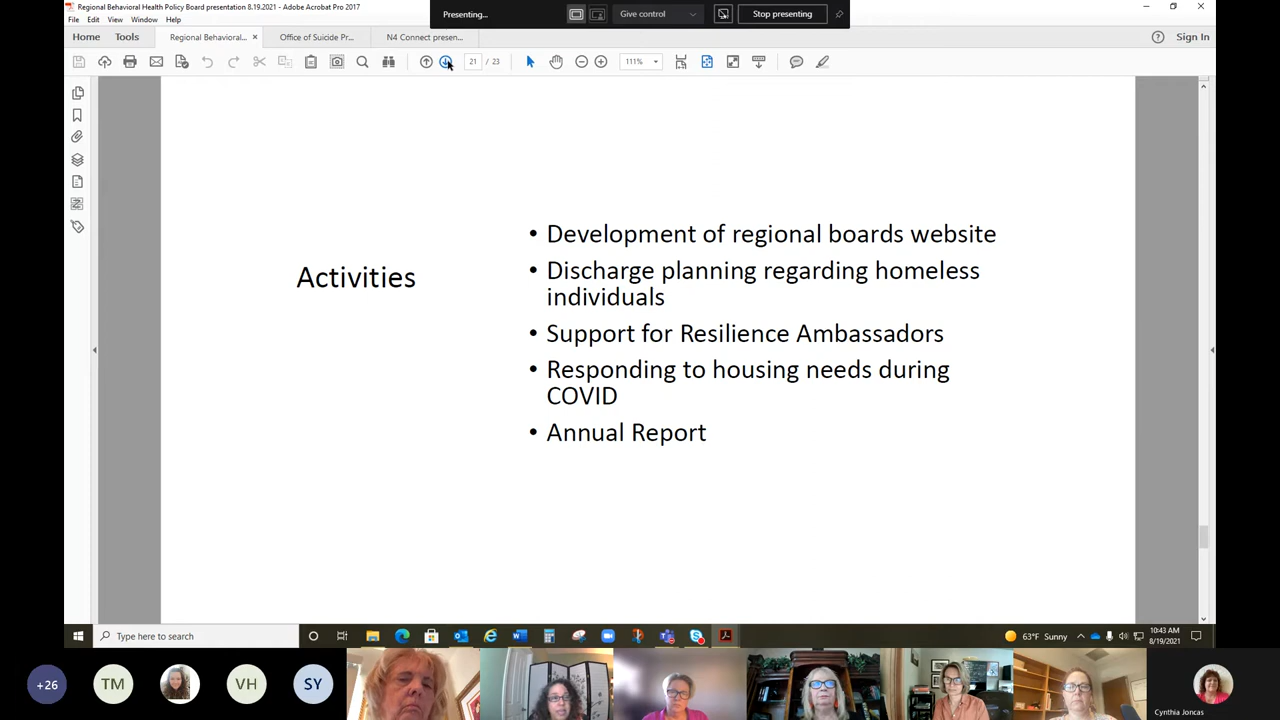 Regional Behavioral Health Policy Board presentation 8.19.2021 - Adobe Acrobat Pro 2017
Presenting...
Give control
Stop presenting
File Edit View Window Help
Home Tools Regional Behavioral... × Office of Suicide Pr... N4 Connect presen... Sign In
21 / 23 111%
Activities
• Development of regional boards website
• Discharge planning regarding homeless
individuals
• Support for Resilience Ambassadors
• Responding to housing needs during
COVID
• Annual Report
Type here to search
63°F Sunny
10:43 AM
8/19/2021
+26 TM VH SY
Cynthia Joncas